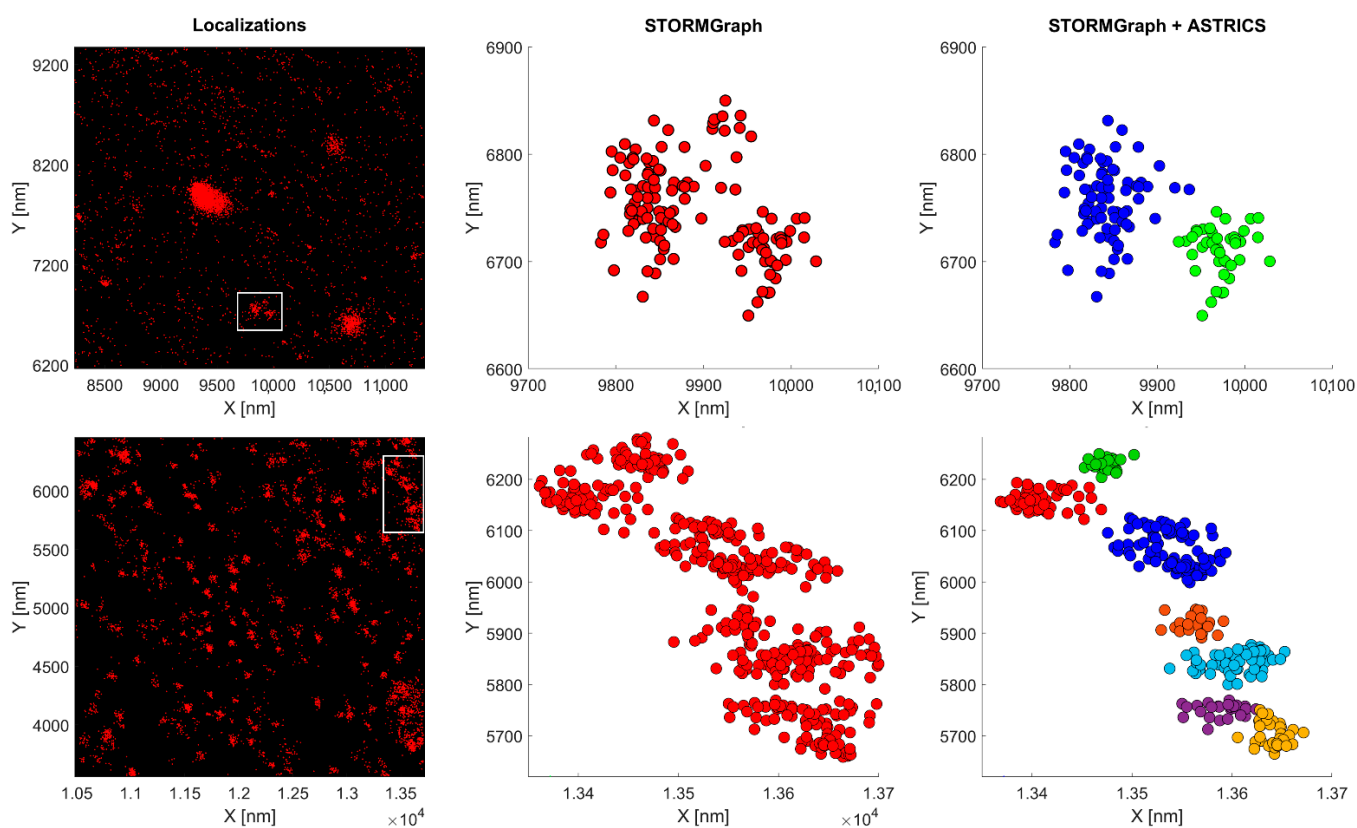 Localizations
STORMGraph
STORMGraph + ASTRICS
9200
8200
7200
6200
Y [nm]
8500 9000 9500 10,000 10,500 11,000
X [nm]
6900
6800
6700
6600
Y [nm]
9700 9800 9900 10,000 10,100
X [nm]
6900
6800
6700
6600
Y [nm]
9700 9800 9900 10,000 10,100
X [nm]
6000
5500
5000
4500
4000
Y [nm]
1.05 1.1 1.15 1.2 1.25 1.3 1.35
X [nm]
×10⁴
6200
6100
6000
5900
5800
5700
Y [nm]
1.34 1.35 1.36 1.37
X [nm]
×10⁴
6200
6100
6000
5900
5800
5700
Y [nm]
1.34 1.35 1.36 1.37
X [nm]
×10⁴